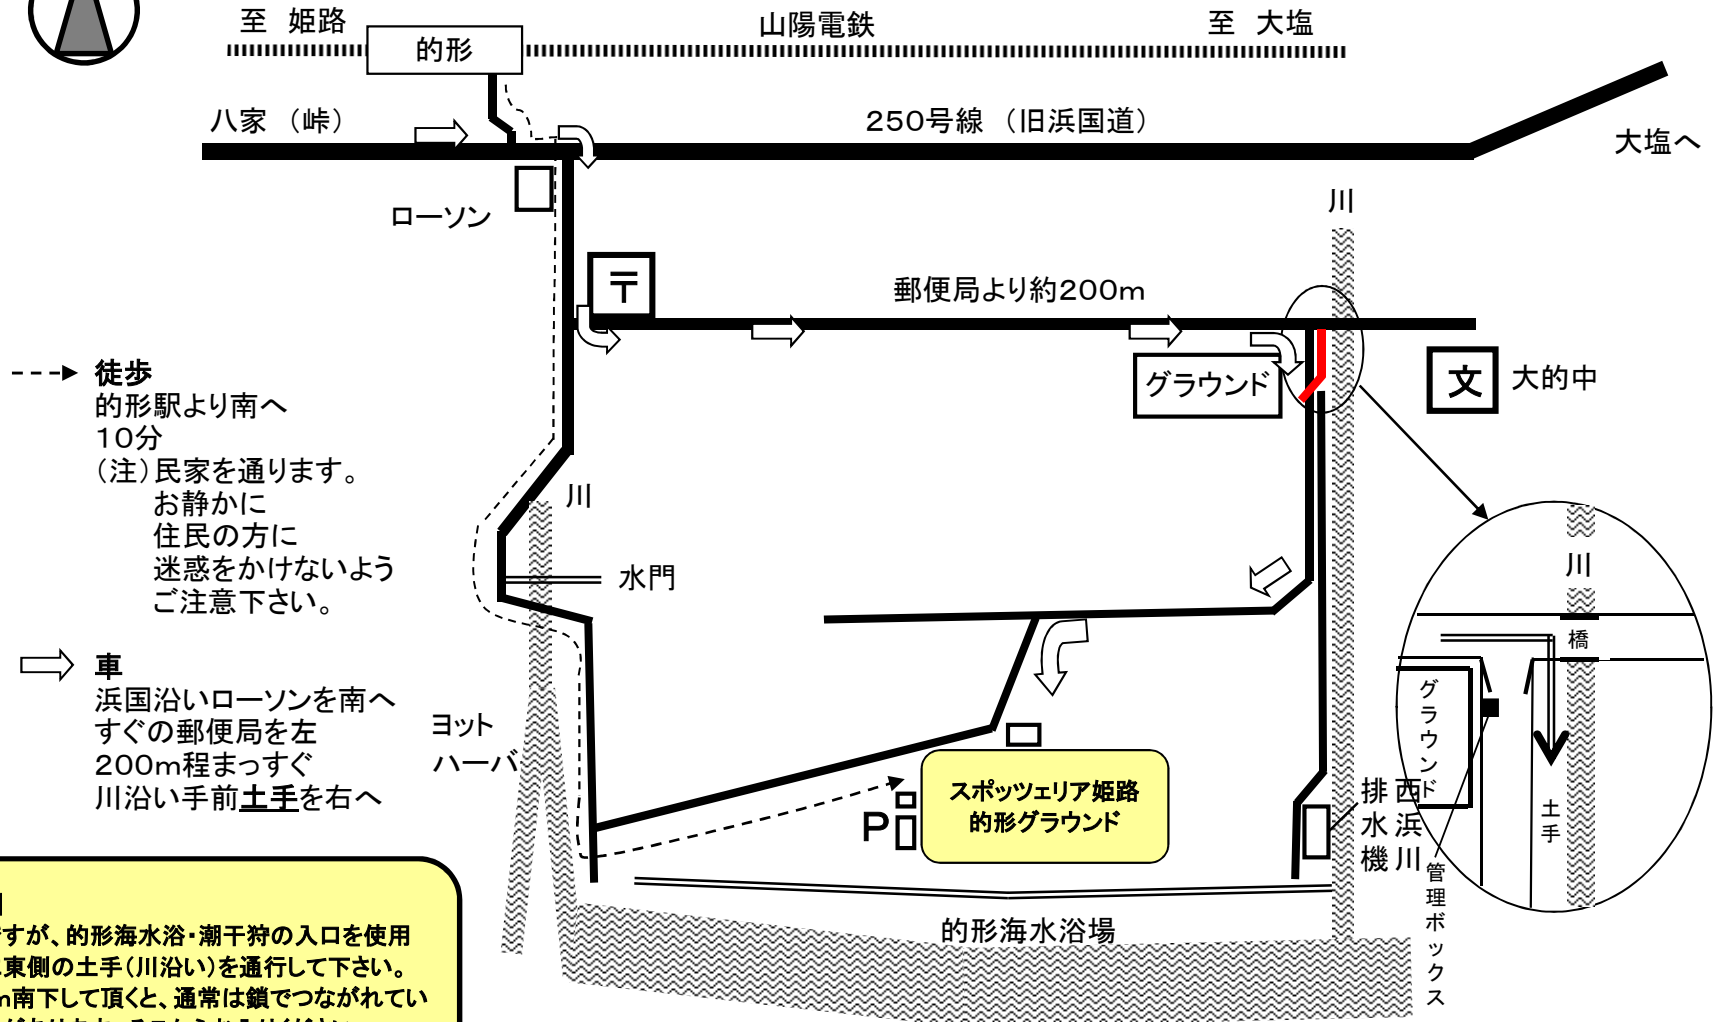 至 姫路
的形
山陽電鉄
至 大塩
八家 （峠）
250号線 （旧浜国道）
大塩へ
ローソン
川
〒
郵便局より約200m
グラウンド
文
大的中
徒歩
的形駅より南へ
10分
（注）民家を通ります。
お静かに
住民の方に
迷惑をかけないよう
ご注意下さい。
川
水門
車
浜国沿いローソンを南へ
すぐの郵便局を左
200m程まっすぐ
川沿い手前土手を右へ
ヨット
ハーバ
スポッツェリア姫路
的形グラウンド
P
西浜川
排水機
川
橋
グラウンド
土手
管理ボックス
的形海水浴場
すが、的形海水浴・潮干狩の入口を使用
東側の土手（川沿い）を通行して下さい。
m南下して頂くと、通常は鎖でつながれてい